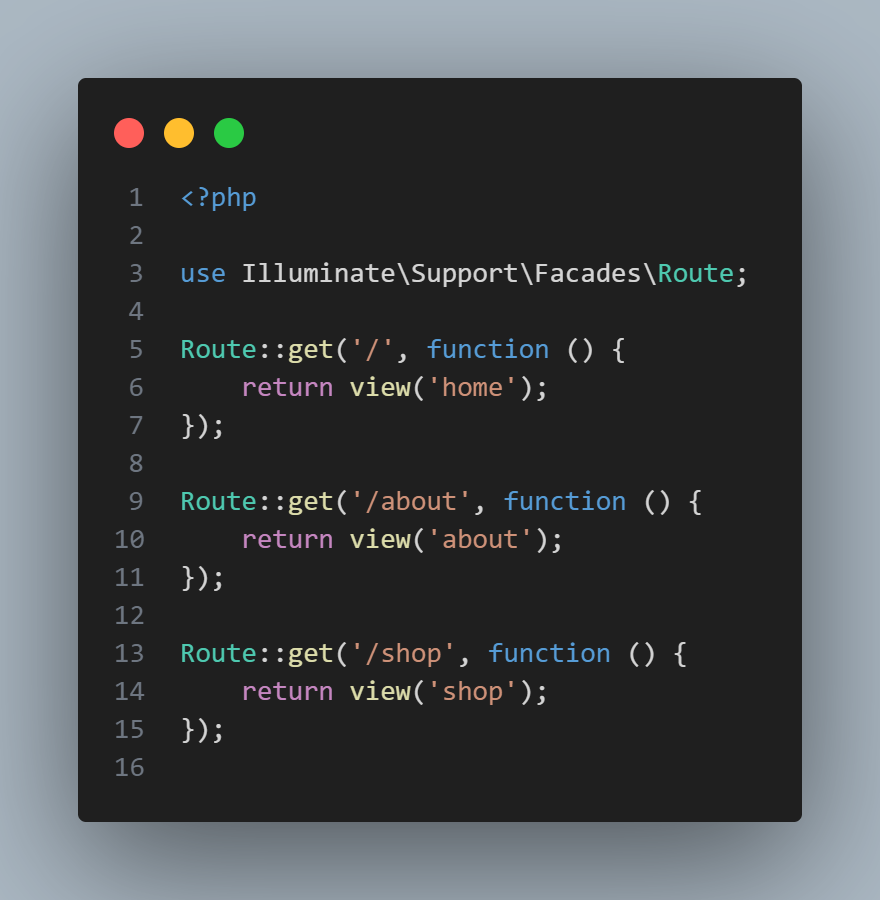 1 <?php
2
3 use Illuminate\Support\Facades\Route;
4
5 Route::get('/', function () {
6     return view('home');
7 });
8
9 Route::get('/about', function () {
10     return view('about');
11 });
12
13 Route::get('/shop', function () {
14     return view('shop');
15 });
16